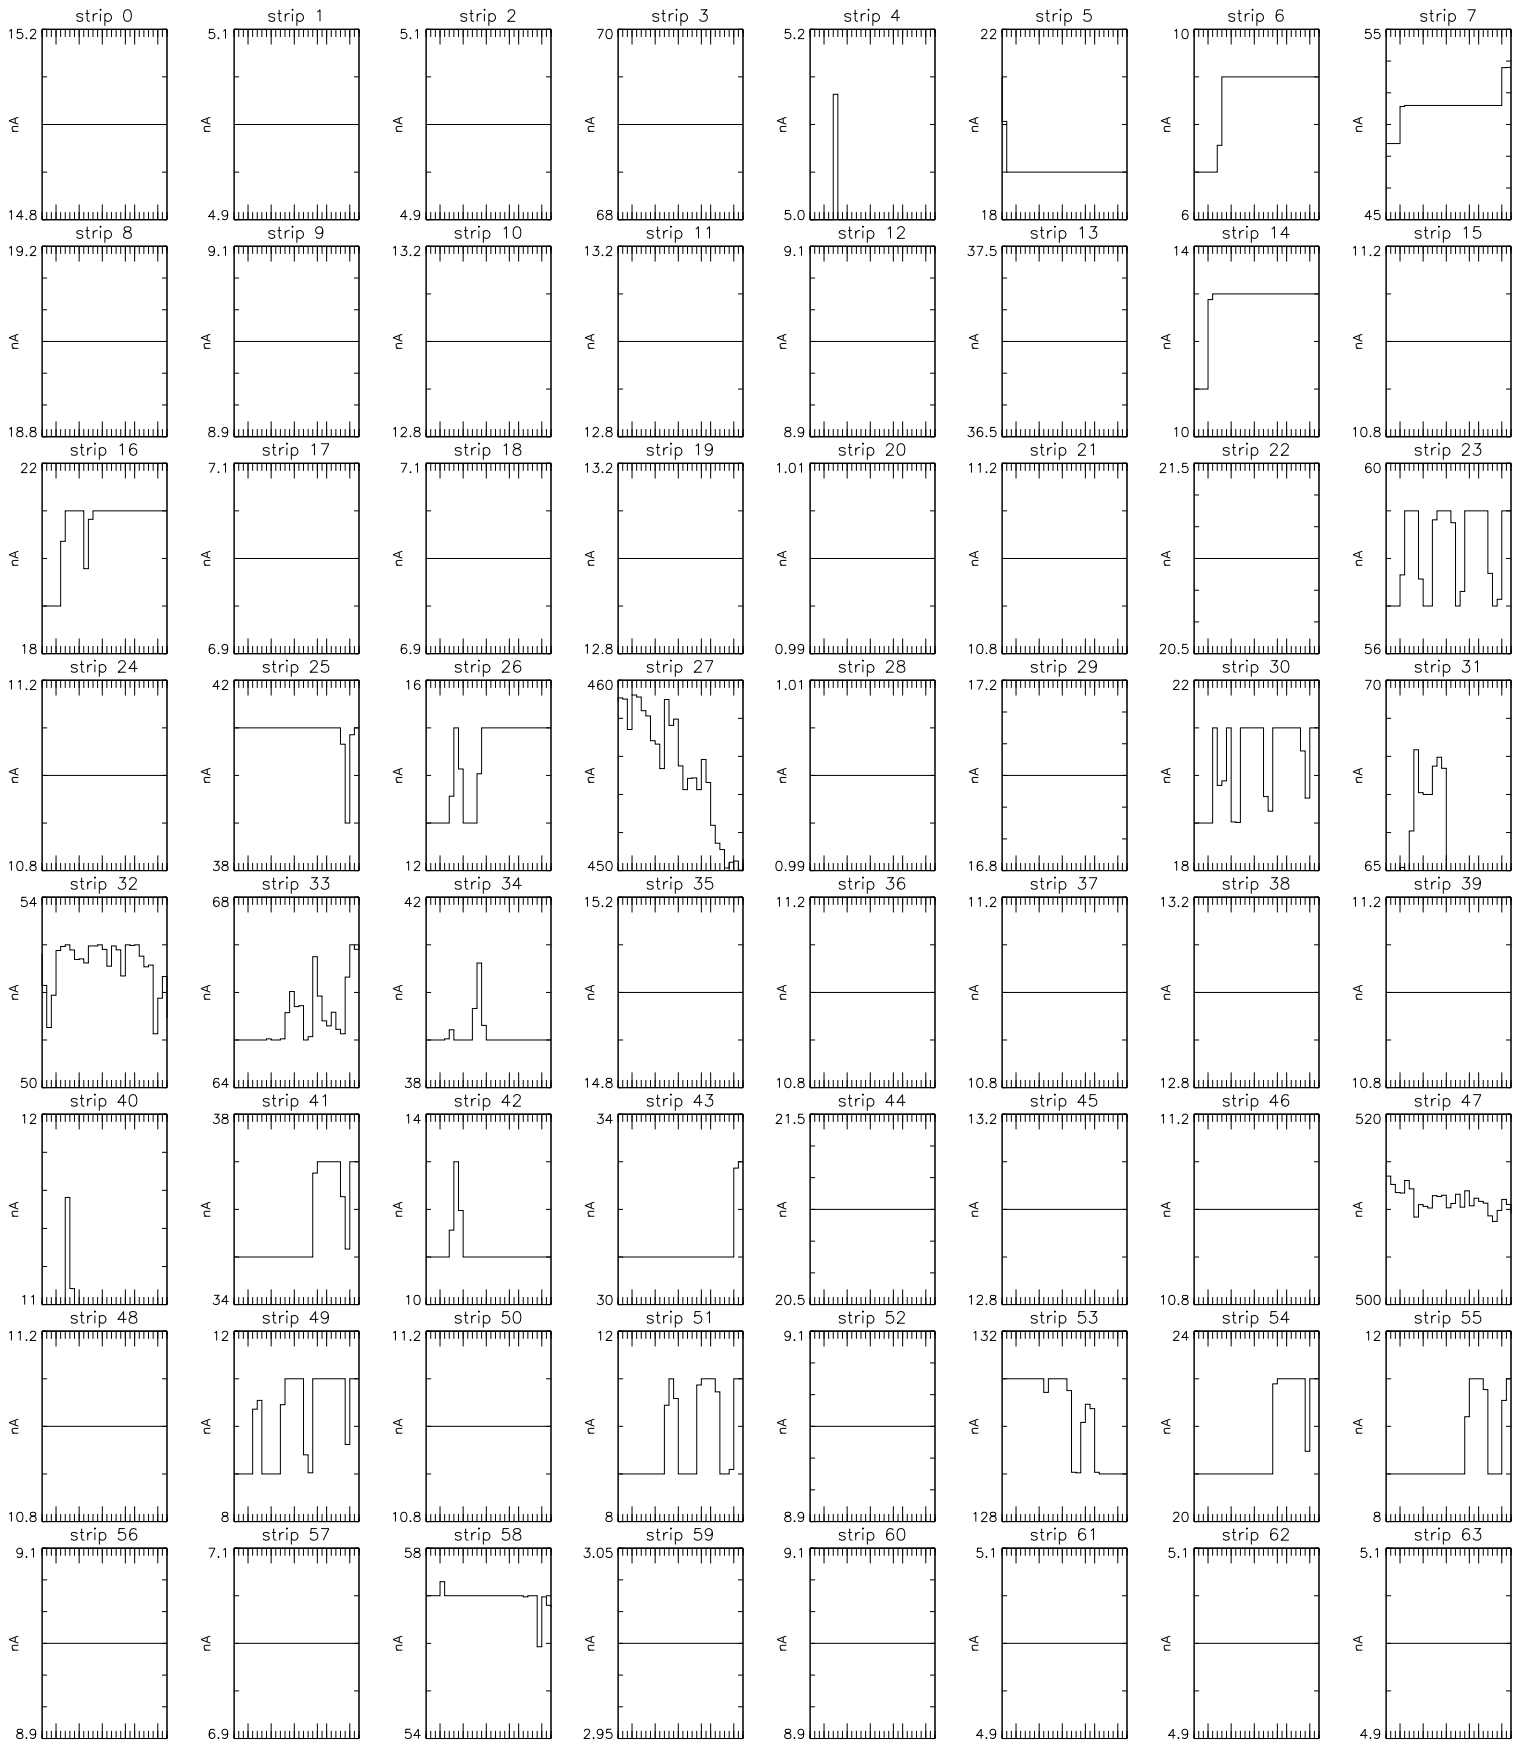 strip 0 strip 1 strip 2 strip 3 strip 4 strip 5 strip 6 strip 7
15.2 5.1 5.1 70 5.2 22 10 55
nA nA nA nA nA nA nA nA
14.8 4.9 4.9 68 5.0 18 6 45
strip 8 strip 9 strip 10 strip 11 strip 12 strip 13 strip 14 strip 15
19.2 9.1 13.2 13.2 9.1 37.5 14 11.2
nA nA nA nA nA nA nA nA
18.8 8.9 12.8 12.8 8.9 36.5 10 10.8
strip 16 strip 17 strip 18 strip 19 strip 20 strip 21 strip 22 strip 23
22 7.1 7.1 13.2 1.01 11.2 21.5 60
nA nA nA nA nA nA nA nA
18 6.9 6.9 12.8 0.99 10.8 20.5 56
strip 24 strip 25 strip 26 strip 27 strip 28 strip 29 strip 30 strip 31
11.2 42 16 460 1.01 17.2 22 70
nA nA nA nA nA nA nA nA
10.8 38 12 450 0.99 16.8 18 65
strip 32 strip 33 strip 34 strip 35 strip 36 strip 37 strip 38 strip 39
54 68 42 15.2 11.2 11.2 13.2 11.2
nA nA nA nA nA nA nA nA
50 64 38 14.8 10.8 10.8 12.8 10.8
strip 40 strip 41 strip 42 strip 43 strip 44 strip 45 strip 46 strip 47
12 38 14 34 21.5 13.2 11.2 520
nA nA nA nA nA nA nA nA
11 34 10 30 20.5 12.8 10.8 500
strip 48 strip 49 strip 50 strip 51 strip 52 strip 53 strip 54 strip 55
11.2 12 11.2 12 9.1 132 24 12
nA nA nA nA nA nA nA nA
10.8 8 10.8 8 8.9 128 20 8
strip 56 strip 57 strip 58 strip 59 strip 60 strip 61 strip 62 strip 63
9.1 7.1 58 3.05 9.1 5.1 5.1 5.1
nA nA nA nA nA nA nA nA
8.9 6.9 54 2.95 8.9 4.9 4.9 4.9